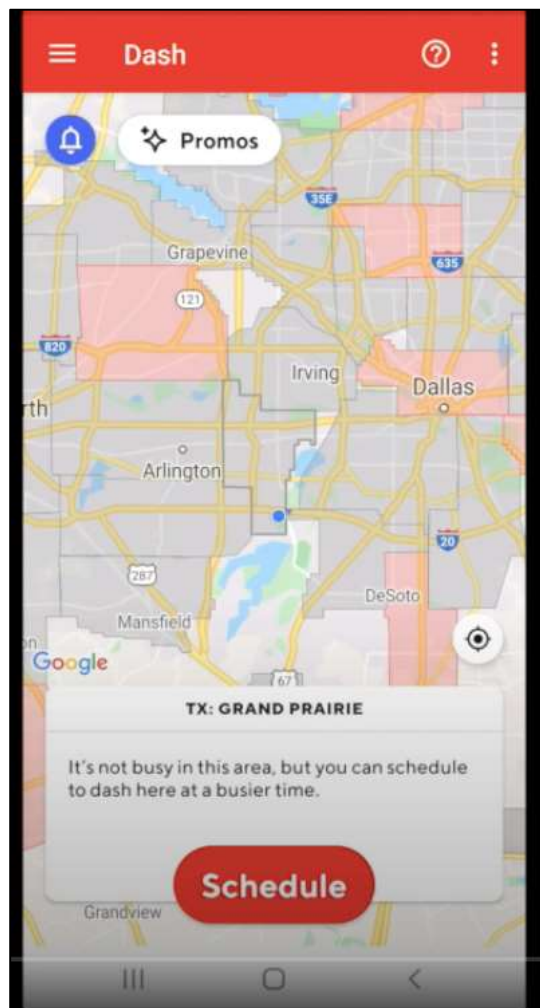 Dash
Promos
35E
Grapevine
635
121
820
Irving
Dallas
rth
Arlington
20
287
DeSoto
Mansfield
on
Google
67
TX: GRAND PRAIRIE
It's not busy in this area, but you can schedule
to dash here at a busier time.
Schedule
Grandview